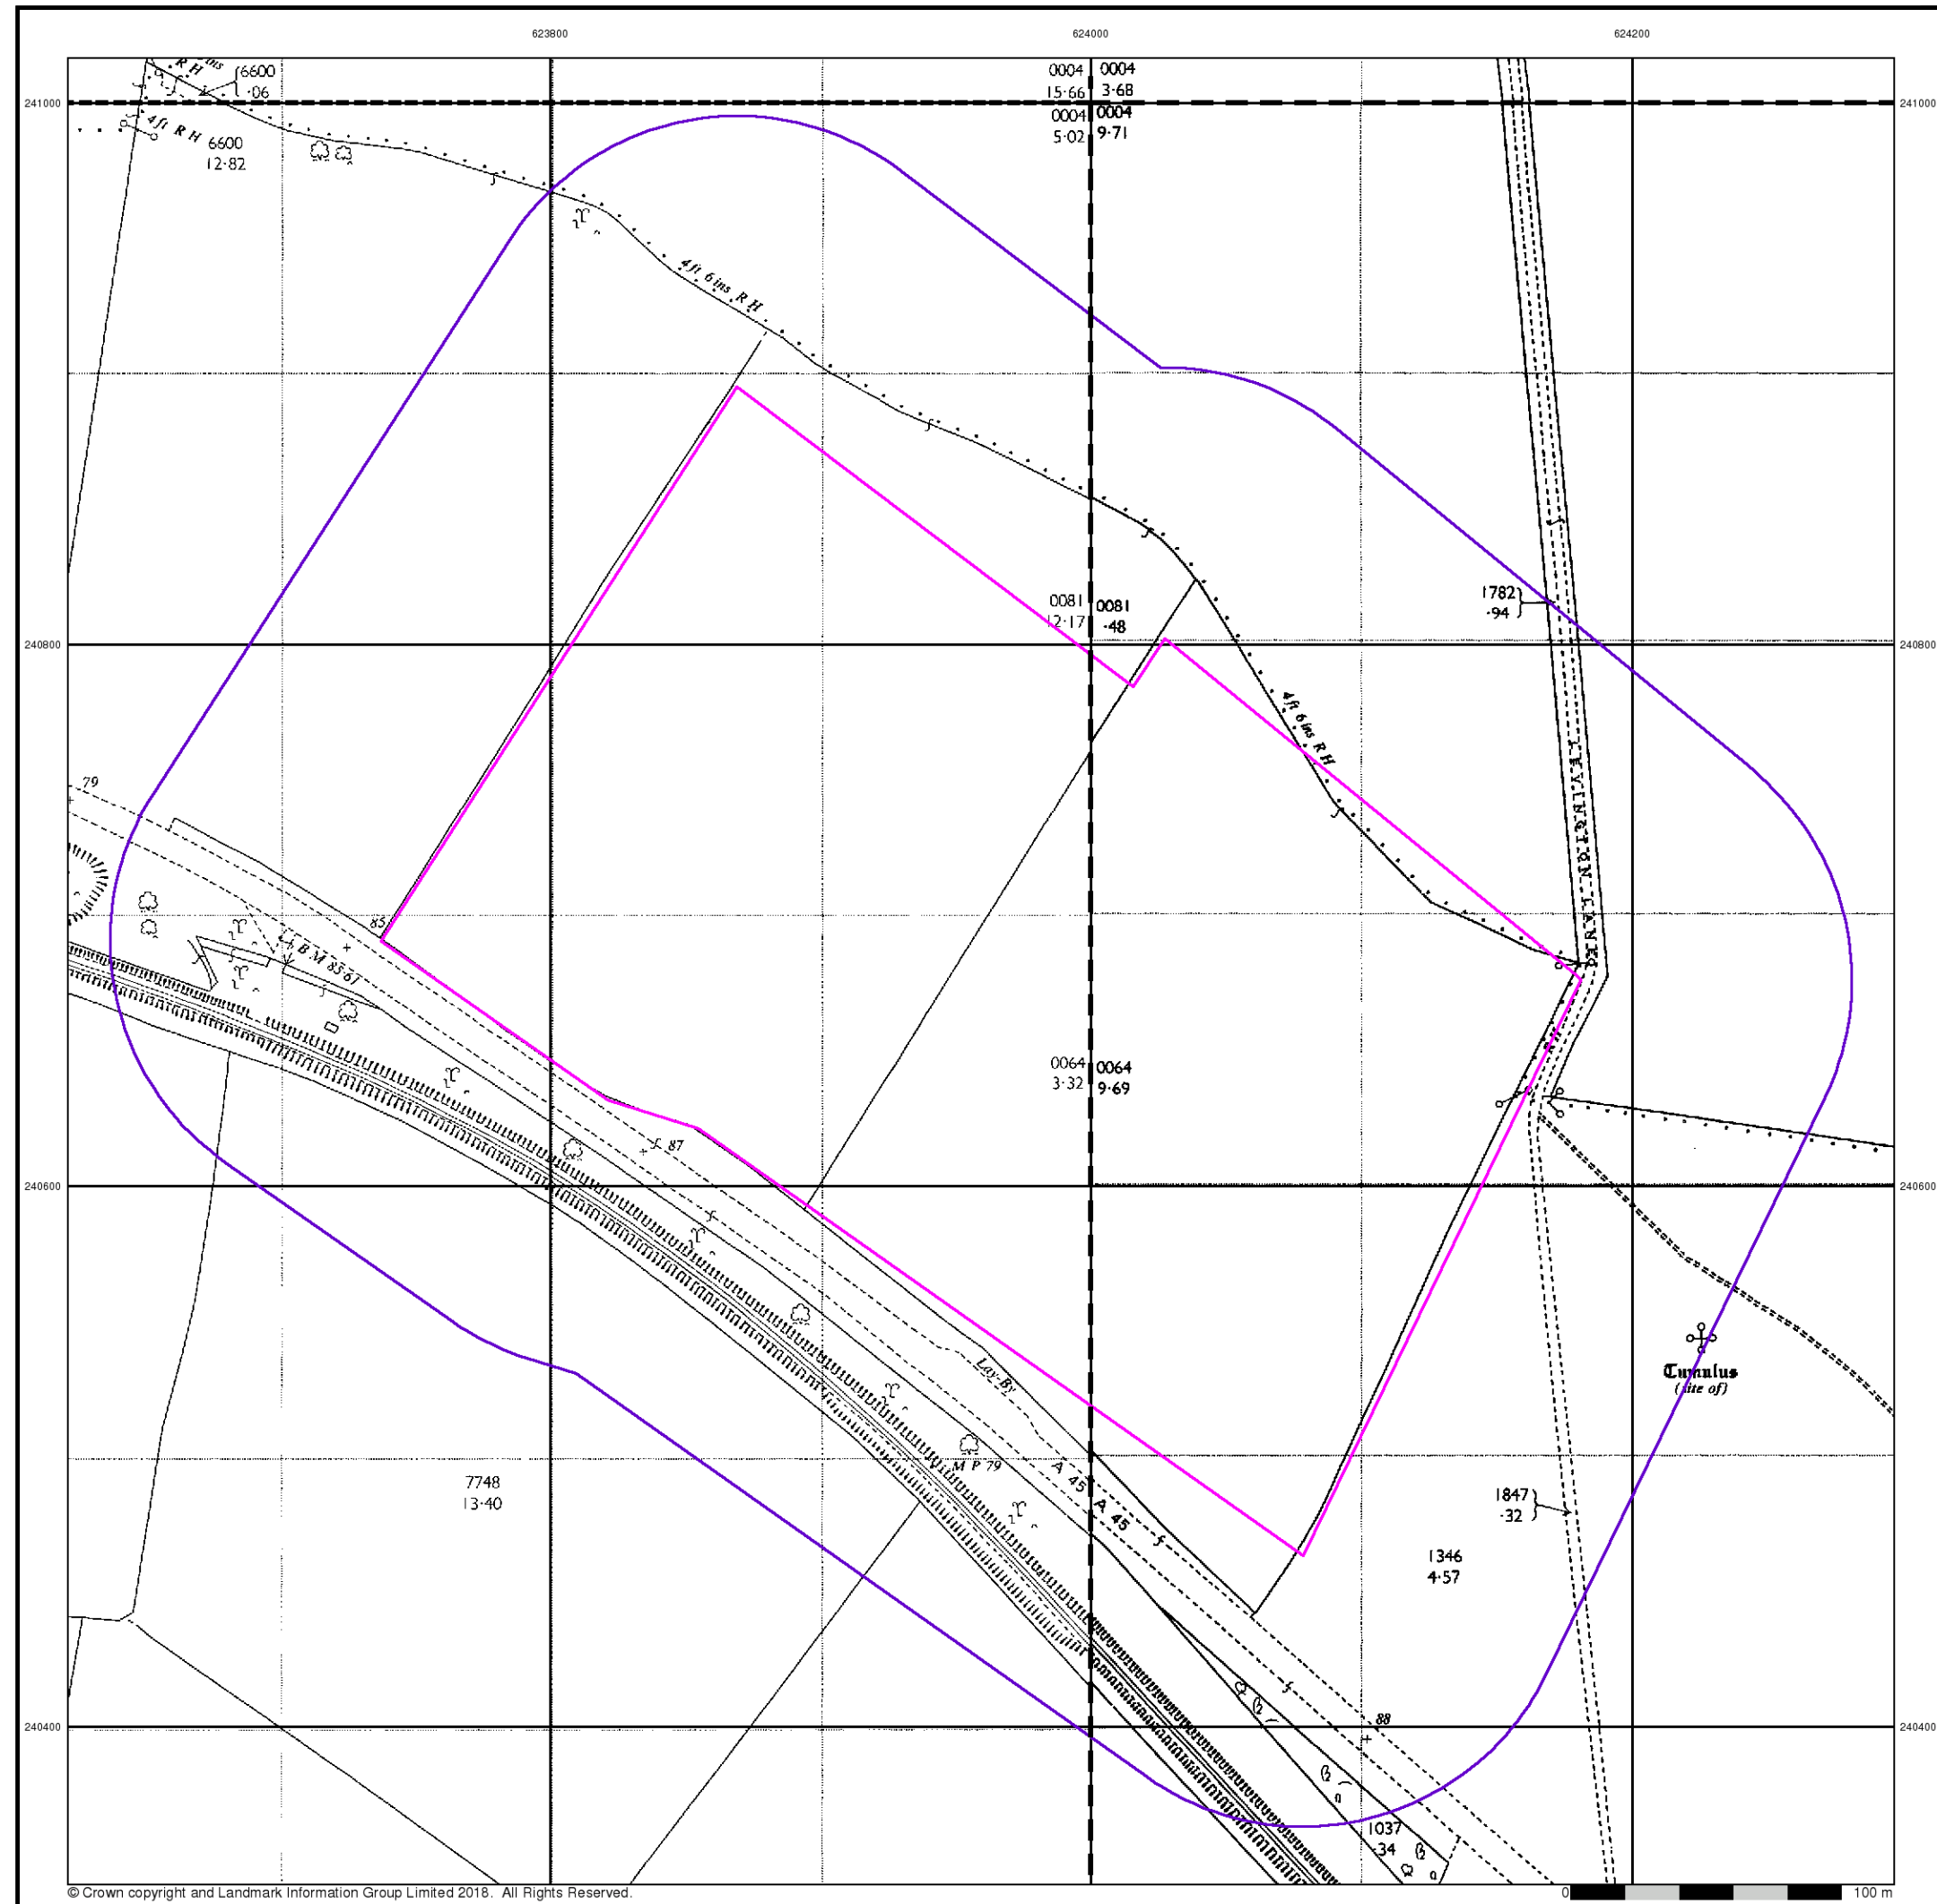 623800 624000 624200
ins
R H
6600
·06
0004 0004
15·66 3·68
241000
0004 0004
5·02 9·71
4ft R H 6600
12·82
4ft 6ins R H
1782
·94
0081 0081
12·17 ·48
240800 240800
4ft 6ins R H
LEVINGTON LANE
79
85
B M 85·67
0064 0064
3·32 9·69
87
240600 240600
Tumulus
(site of)
Lay-By
M P 79
A 45
A 45
7748
13·40
1847
·32
1346
4·57
88
240400 240400
1037
·34
© Crown copyright and Landmark Information Group Limited 2018. All Rights Reserved.
0 100 m